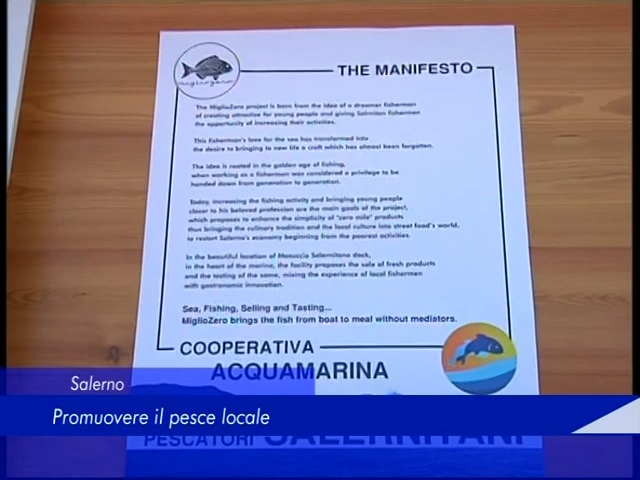 MiglioZero
THE MANIFESTO
The MiglioZero project is born from the idea of a dreamer fisherman
of creating attractive for young people and giving Salernitan fishermen
the opportunity of increasing their activities.
This fisherman's love for the sea has transformed into
the desire to bringing to new life a craft which has almost been forgotten.
The idea is rooted in the golden age of fishing,
when working as a fisherman was considered a privilege to be
handed down from generation to generation.
Today, increasing the fishing activity and bringing young people
closer to his beloved profession are the main goals of the project,
which proposes to enhance the simplicity of "zero mile" products
thus bringing the culinary tradition and the local culture into street food's world,
to restart Salerno's economy beginning from the poorest activities.
In the beautiful location of Masuccio Salernitano dock,
in the heart of the marina, the facility proposes the sale of fresh products
and the tasting of the same, mixing the experience of local fishermen
with gastronomic innovation.
Sea, Fishing, Selling and Tasting...
MiglioZero brings the fish from boat to meal without mediators.
COOPERATIVA
ACQUAMARINA
Salerno
Promuovere il pesce locale
PESCATORI SALERNITANI